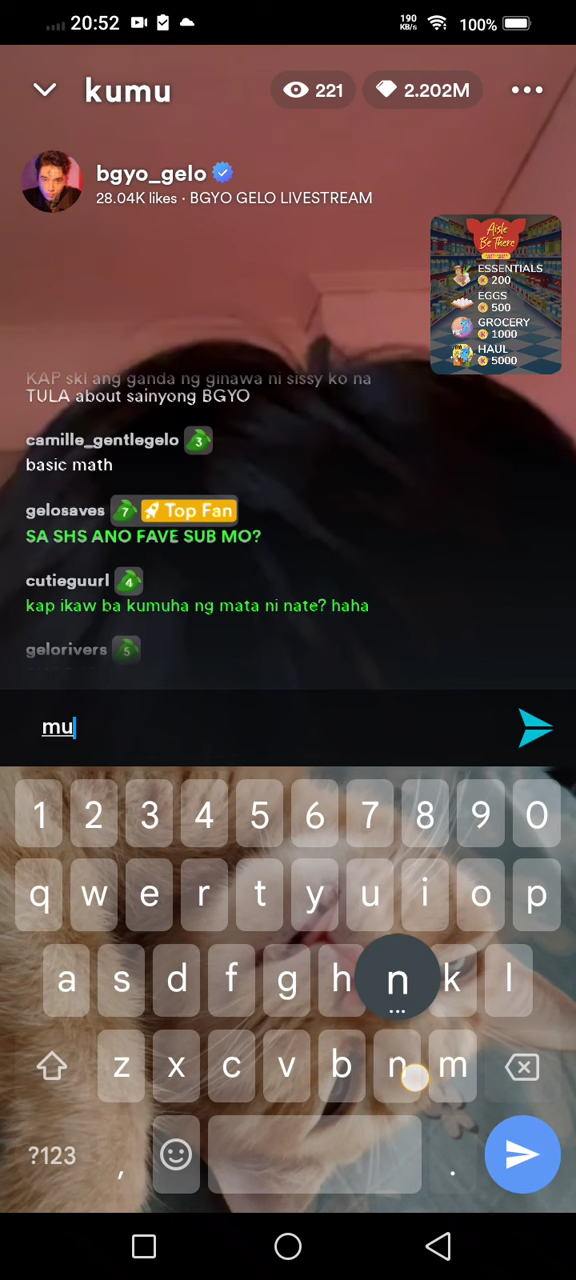 20:52
190
KB/s
100%
kumu
221
2.202M
bgyo_gelo
28.04K likes · BGYO GELO LIVESTREAM
Aisle
Be There
ESSENTIALS
200
EGGS
500
GROCERY
1000
HAUL
5000
KAP ski ang ganda ng ginawa ni sissy ko na
TULA about sainyong BGYO
camille_gentlegelo 3
basic math
gelosaves 7 Top Fan
SA SHS ANO FAVE SUB MO?
cutieguurl 4
kap ikaw ba kumuha ng mata ni nate? haha
gelorivers 5
mu
1 2 3 4 5 6 7 8 9 0
q w e r t y u i o p
a s d f g h n k l
z x c v b n m
?123 , .